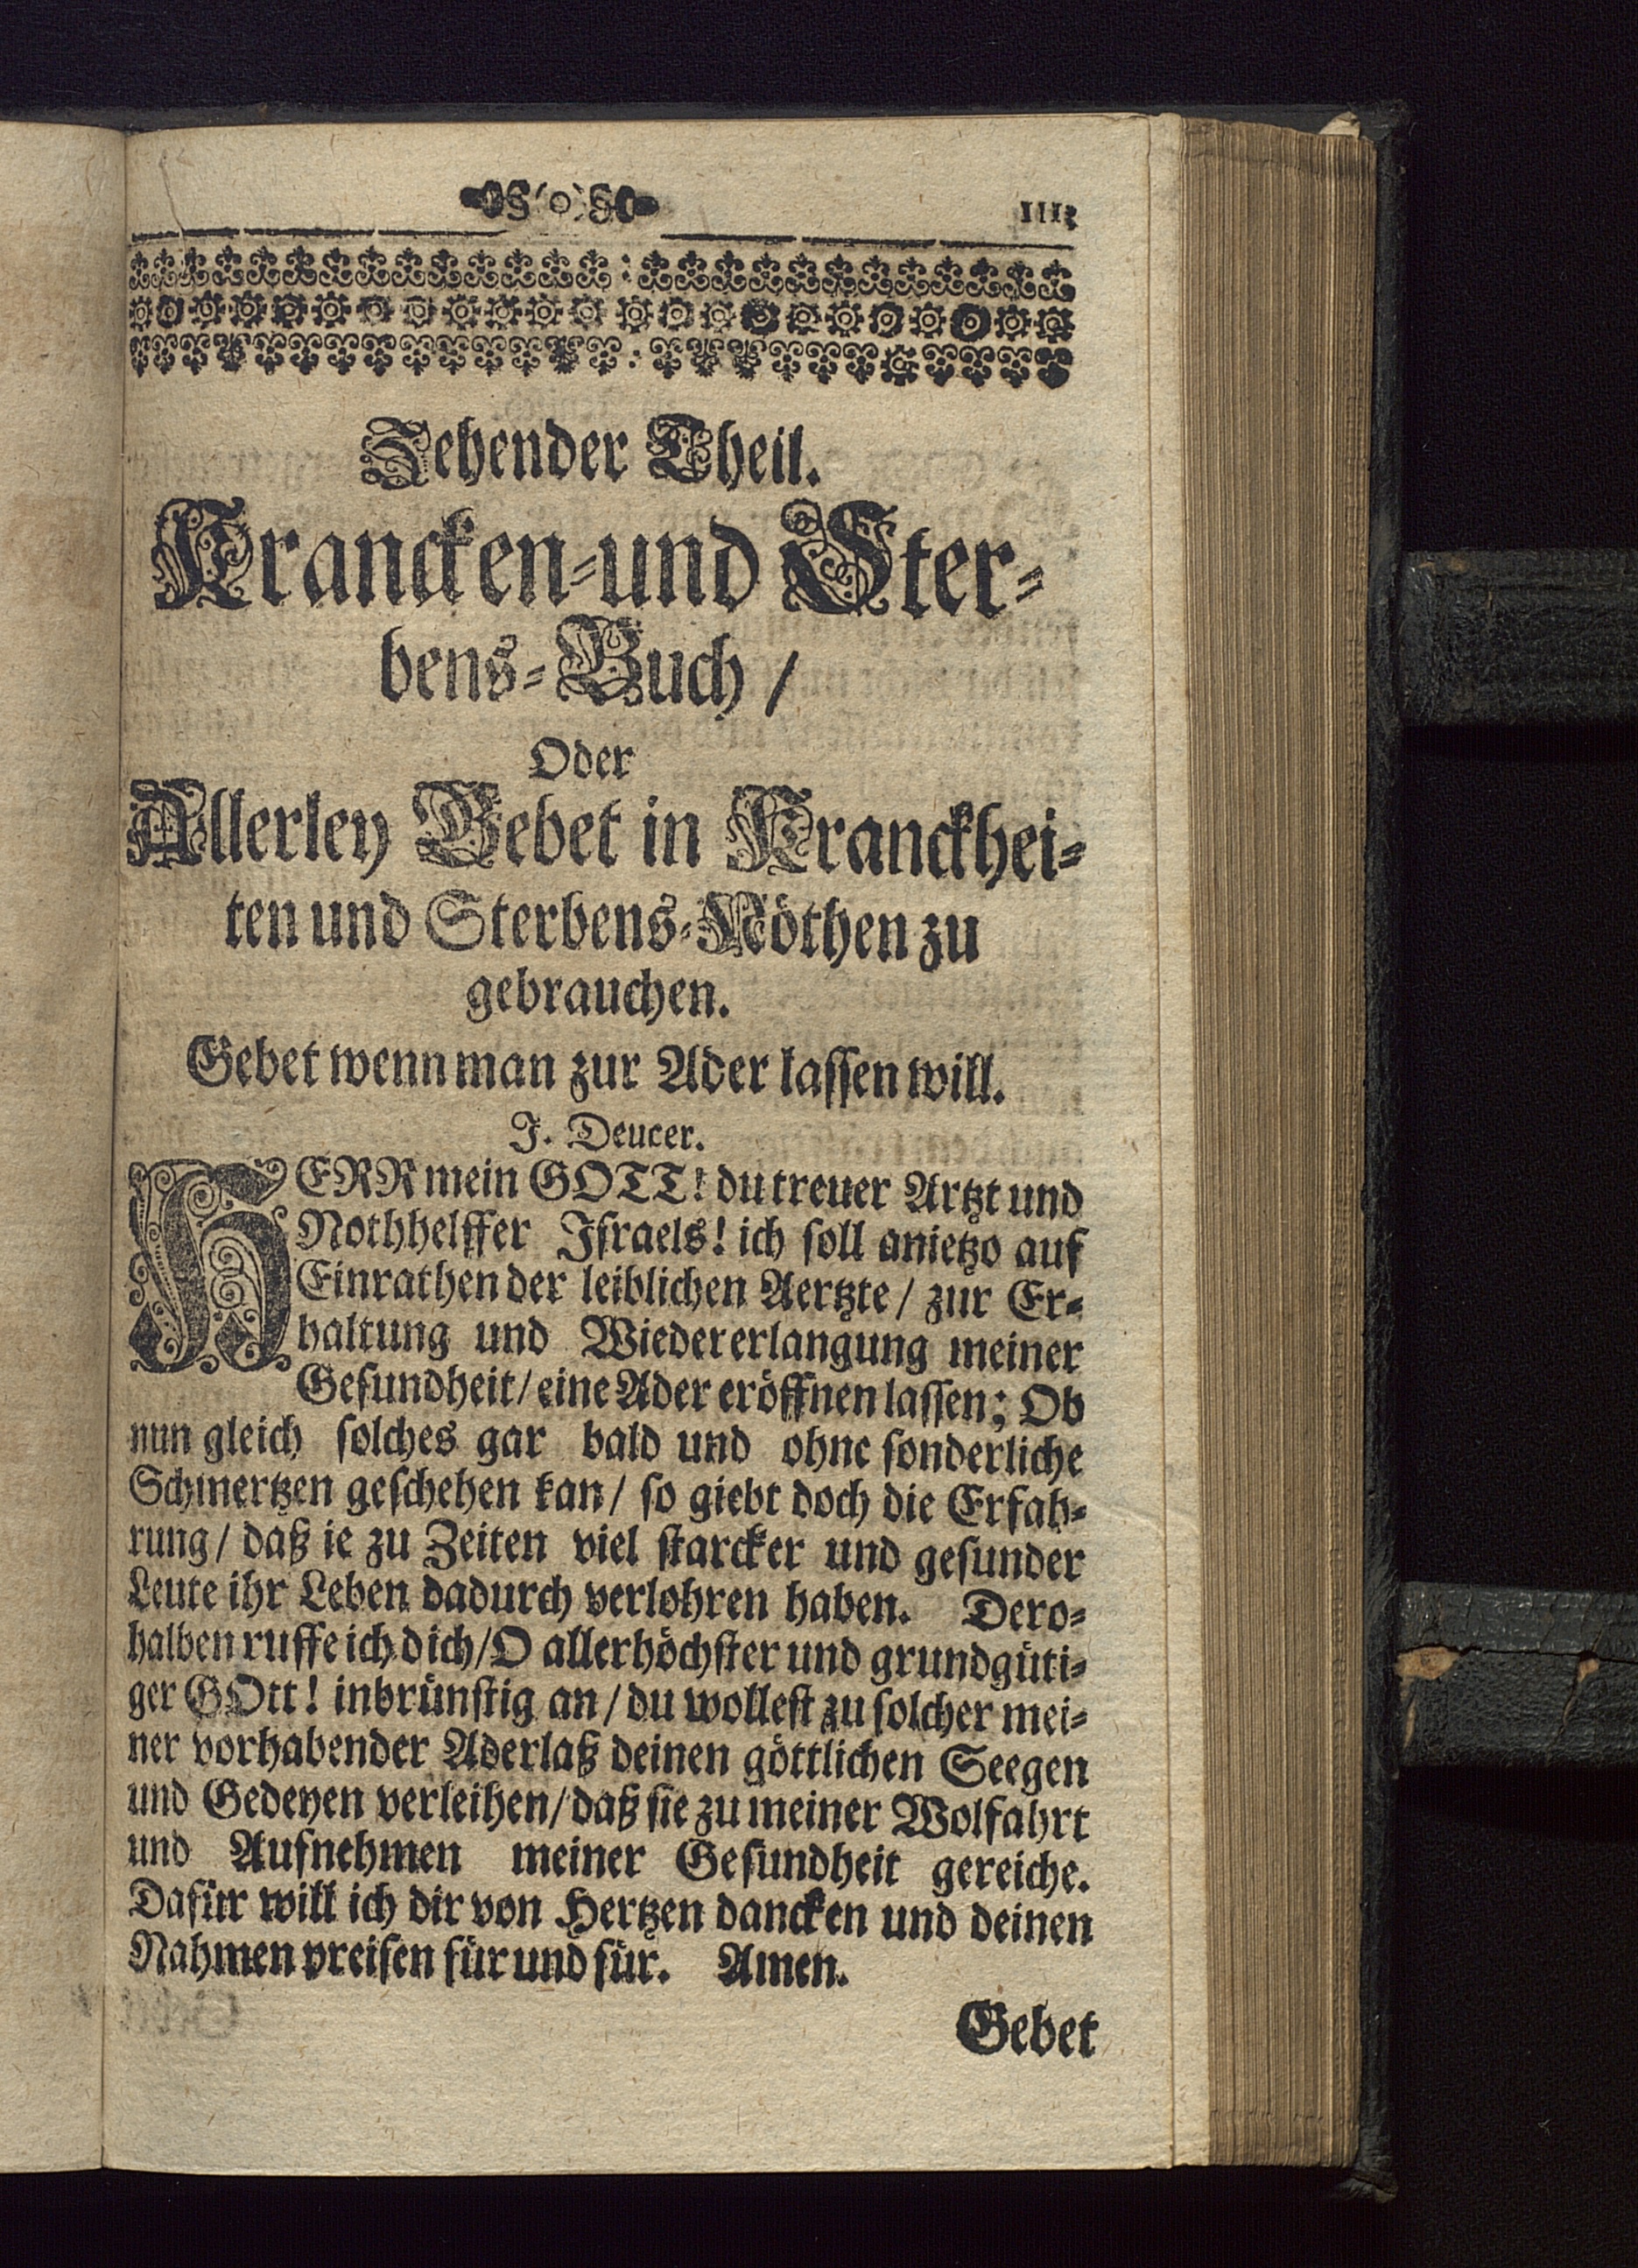 Zehender Theil.
Krancken-und Ster-
bens-Buch /
Oder
Allerley Gebet in Kranckhei-
ten und Sterbens-Nöthen zu
gebrauchen.
Gebet wenn man zur Ader lassen will.
J. Deucer.
HERR mein GOTT! du treuer Artzt und
Nothhelffer Israels! ich soll anietzo auf
Einrathen der leiblichen Aertzte / zur Er-
haltung und Wiedererlangung meiner
Gesundheit / eine Ader eröffnen lassen; Ob
nun gleich solches gar bald und ohne sonderliche
Schmertzen geschehen kan / so giebt doch die Erfah-
rung / daß ie zu Zeiten viel starcker und gesunder
Leute ihr Leben dadurch verlohren haben. Dero-
halben ruffe ich dich / O allerhöchster und grundgüti-
ger GOtt! inbrünstig an / du wollest zu solcher mei-
ner vorhabender Aderlaß deinen göttlichen Seegen
und Gedeyen verleihen / daß sie zu meiner Wolfahrt
und Aufnehmen meiner Gesundheit gereiche.
Dafür will ich dir von Hertzen dancken und deinen
Nahmen preisen für und für. Amen.
Gebet